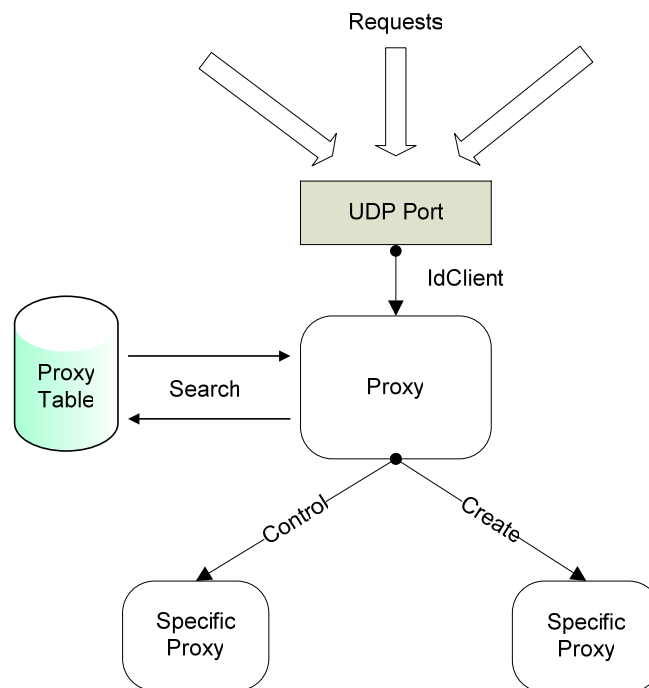 Requests
UDP Port
IdClient
Proxy
Table
Search
Proxy
Control
Create
Specific
Proxy
Specific
Proxy